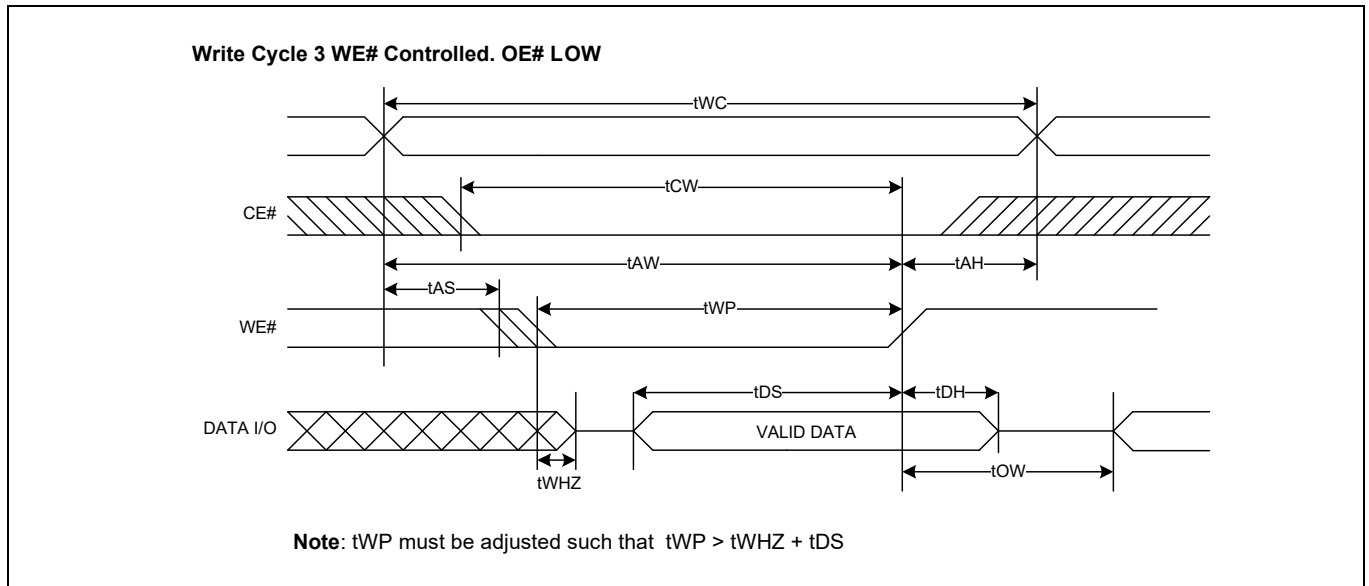 Write Cycle 3 WE# Controlled. OE# LOW
tWC
tCW
CE#
tAW
tAH
tAS
tWP
WE#
tDS
tDH
DATA I/O
VALID DATA
tOW
tWHZ
Note: tWP must be adjusted such that tWP > tWHZ + tDS